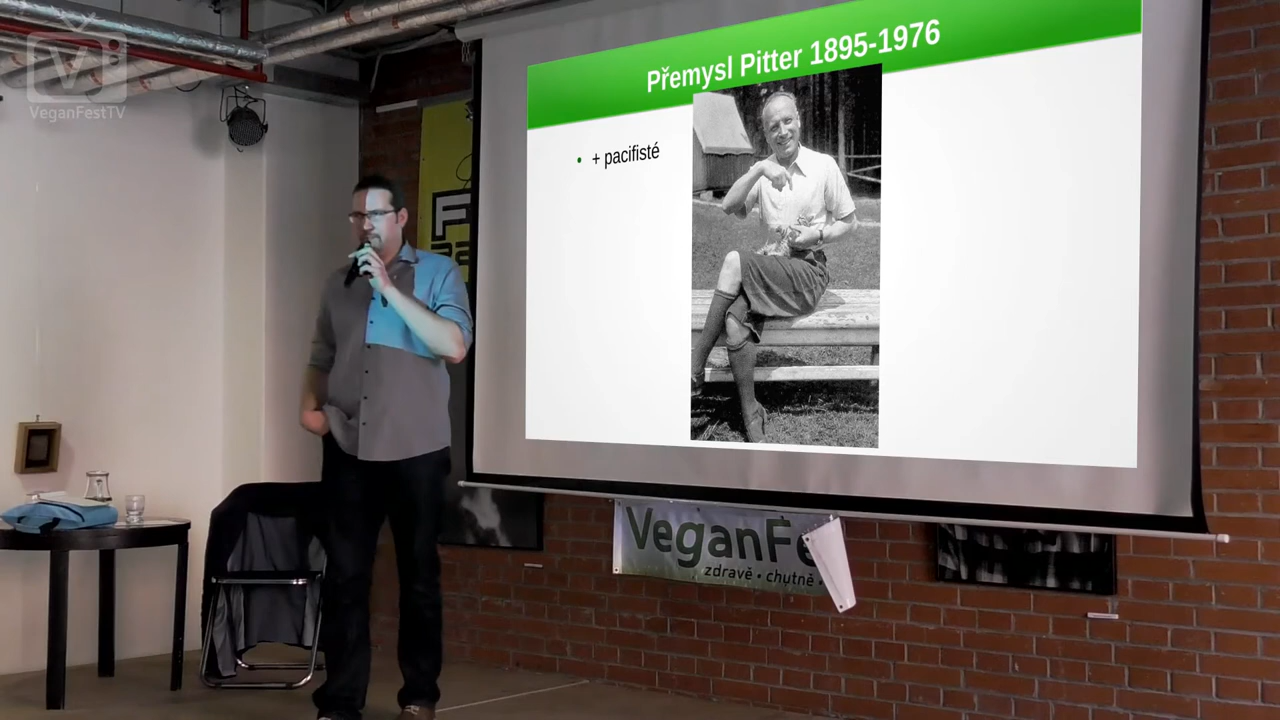 VeganFestTV
Přemysl Pitter 1895-1976
• + pacifisté
VeganFe
zdravě • chutně •